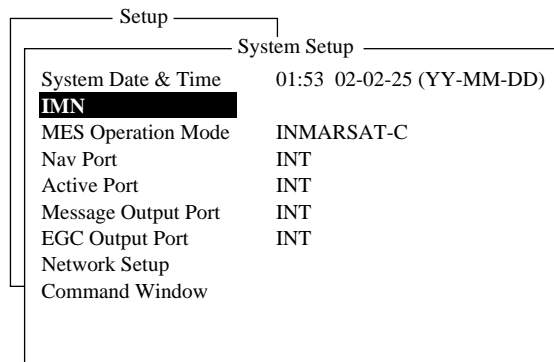 Setup
System Setup
System Date & Time 01:53 02-02-25 (YY-MM-DD)
IMN
MES Operation Mode INMARSAT-C
Nav Port INT
Active Port INT
Message Output Port INT
EGC Output Port INT
Network Setup
Command Window